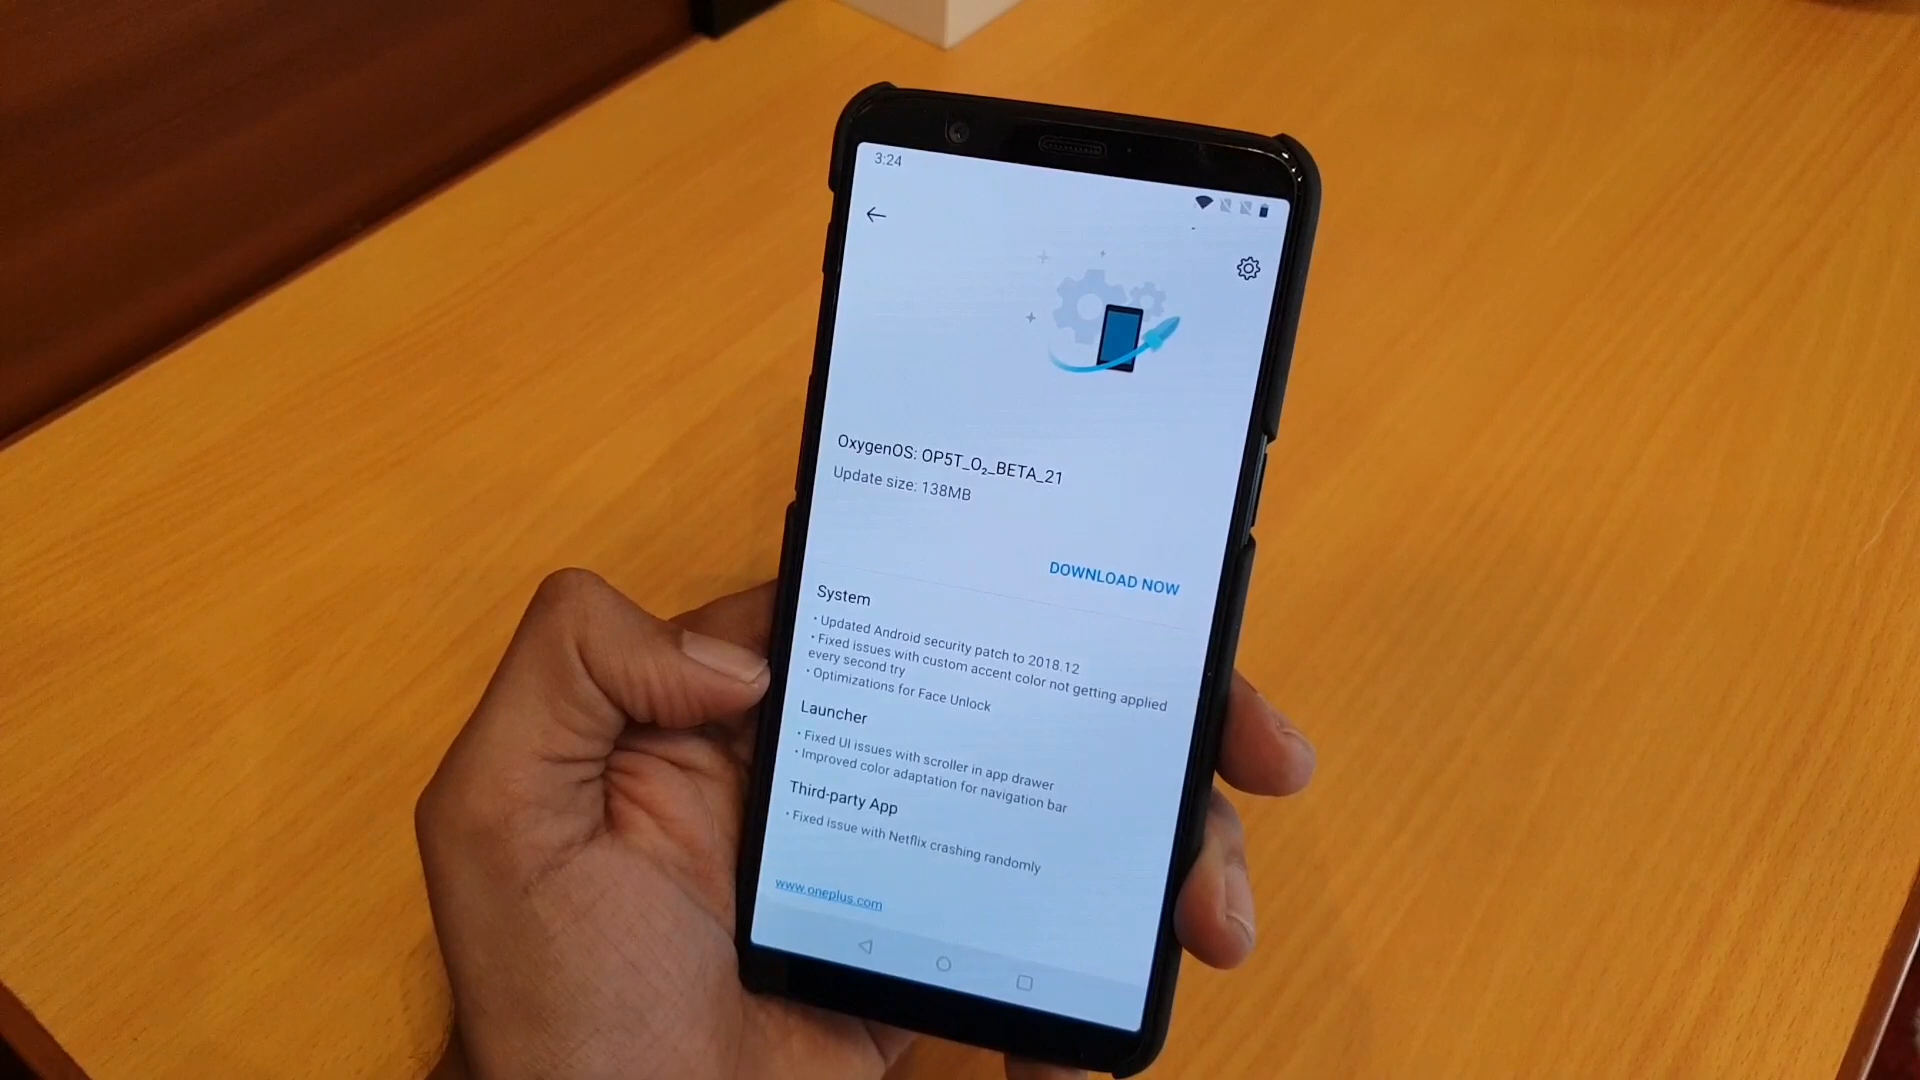 3:24
OxygenOS: OP5T_O₂_BETA_21
Update size: 138MB
DOWNLOAD NOW
System
• Updated Android security patch to 2018.12
• Fixed issues with custom accent color not getting applied
every second try
• Optimizations for Face Unlock
Launcher
• Fixed UI issues with scroller in app drawer
• Improved color adaptation for navigation bar
Third-party App
• Fixed issue with Netflix crashing randomly
www.oneplus.com